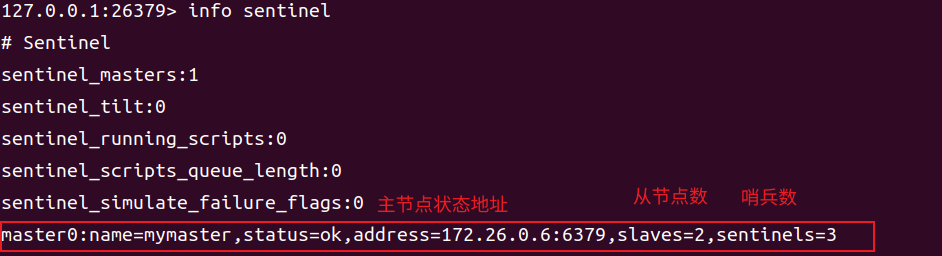 127.0.0.1:26379> info sentinel
# Sentinel
sentinel_masters:1
sentinel_tilt:0
sentinel_running_scripts:0
sentinel_scripts_queue_length:0
sentinel_simulate_failure_flags:0 主节点状态地址 从节点数 哨兵数
master0:name=mymaster,status=ok,address=172.26.0.6:6379,slaves=2,sentinels=3